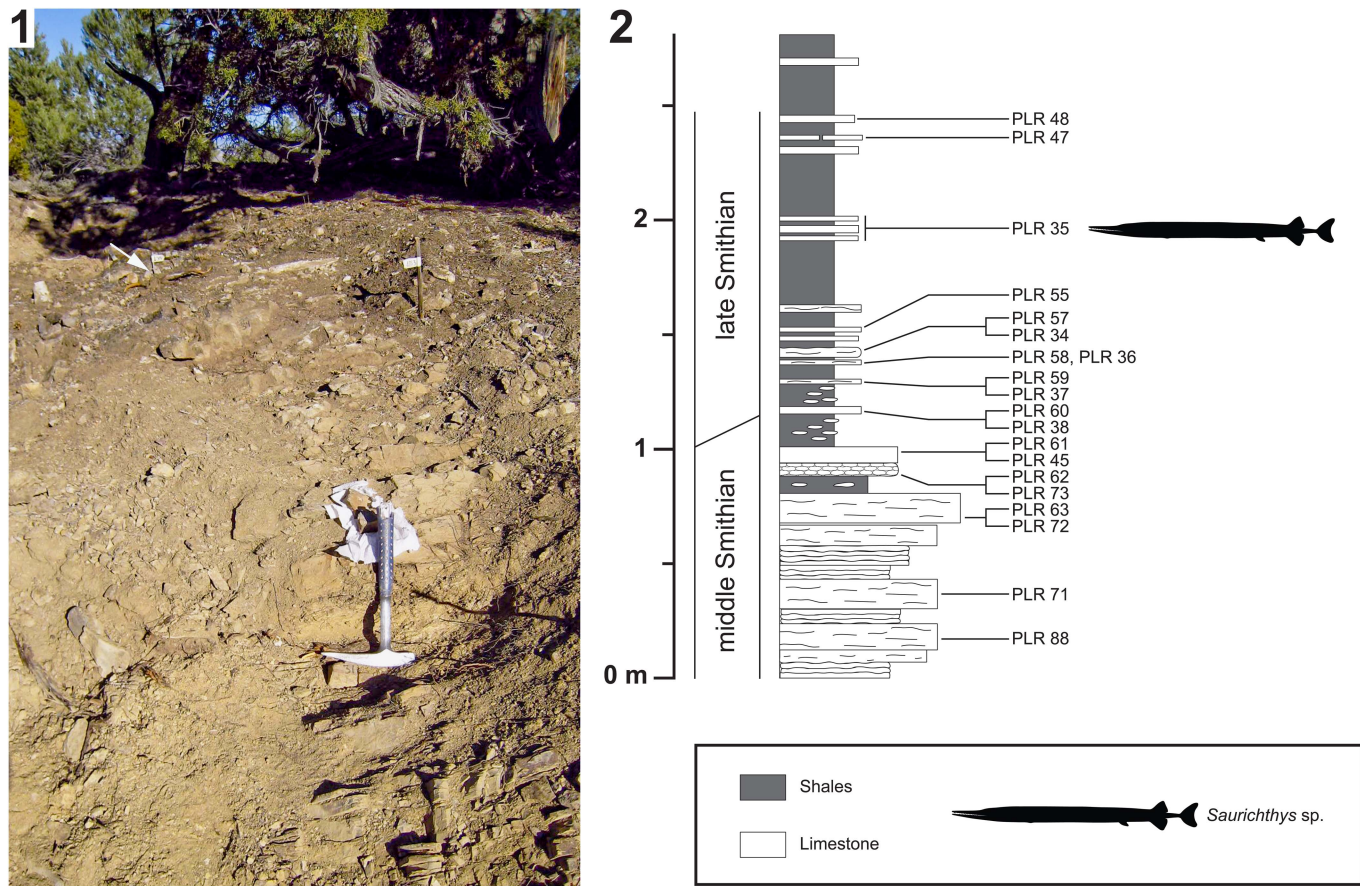 1
2
2
1
0 m
late Smithian
middle Smithian
PLR 48
PLR 47
PLR 35
PLR 55
PLR 57
PLR 34
PLR 58, PLR 36
PLR 59
PLR 37
PLR 60
PLR 38
PLR 61
PLR 45
PLR 62
PLR 73
PLR 63
PLR 72
PLR 71
PLR 88
Shales
Limestone
Saurichthys sp.